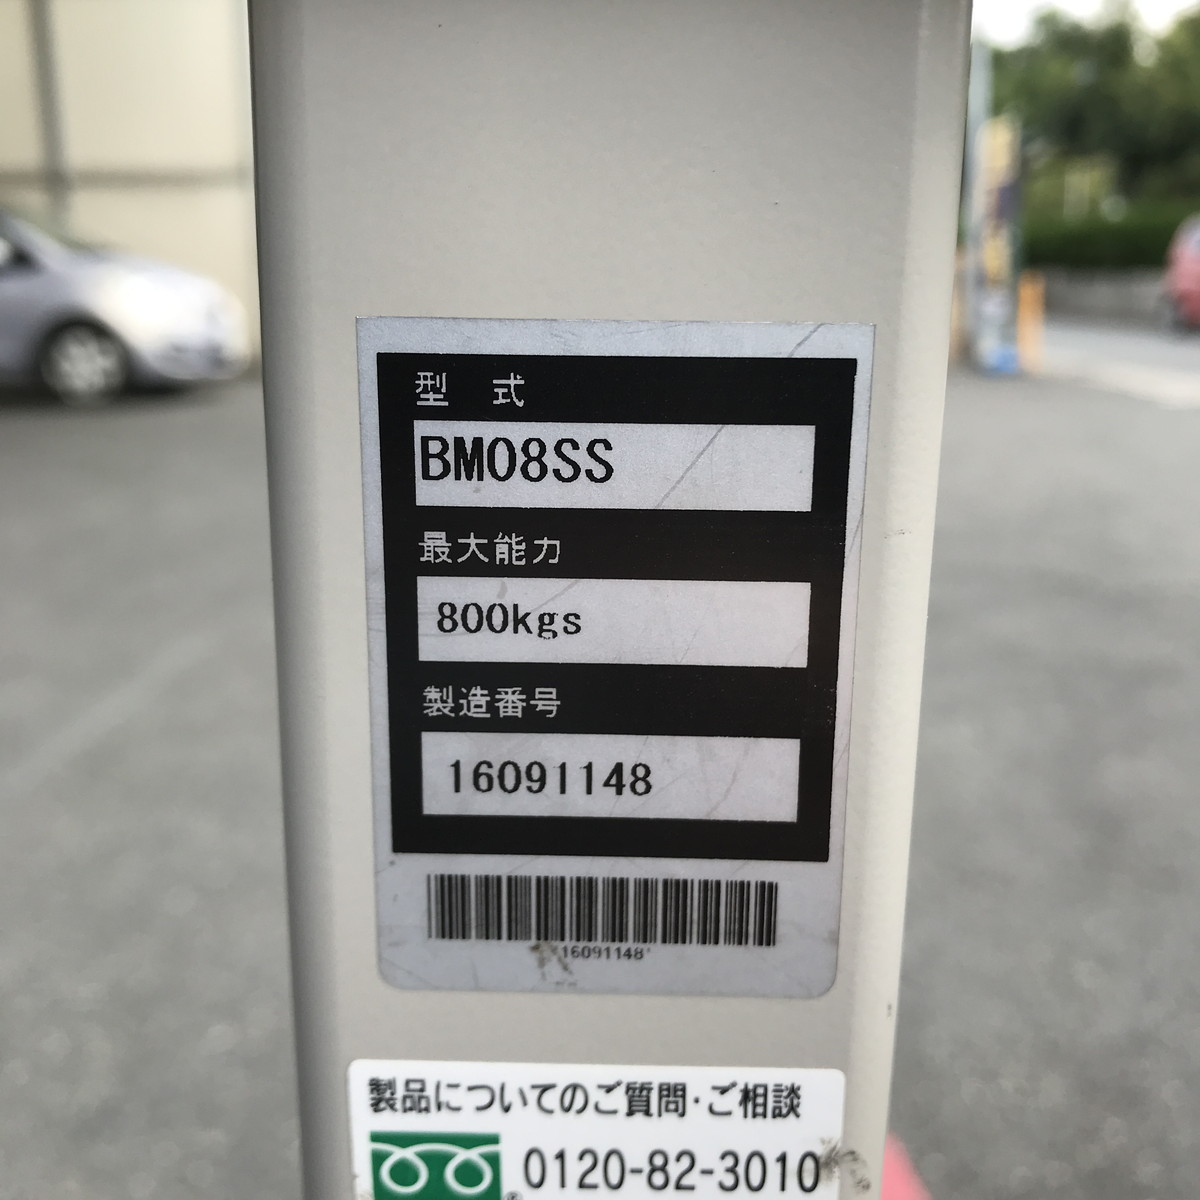 型 式
BM08SS
最大能力
800kgs
製造番号
16091148
*16091148*
製品についてのご質問・ご相談
0120-82-3010